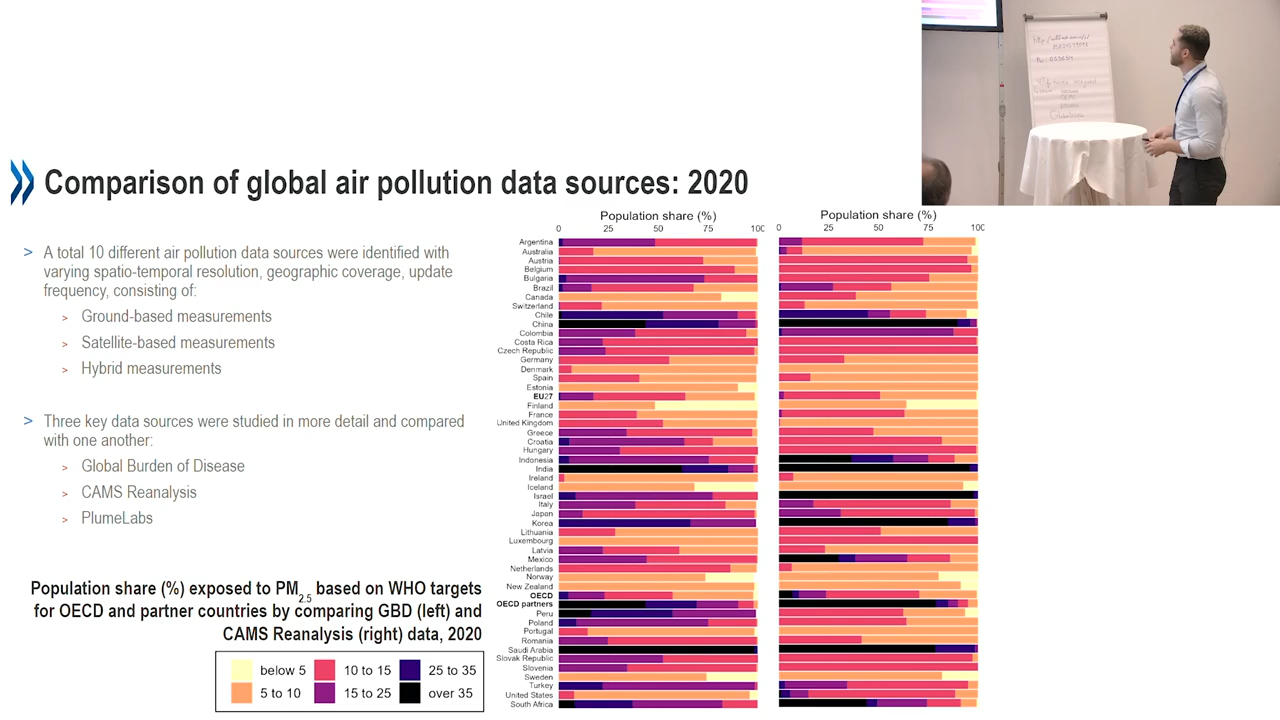 Comparison of global air pollution data sources: 2020
> A total 10 different air pollution data sources were identified with
varying spatio-temporal resolution, geographic coverage, update
frequency, consisting of:
> Ground-based measurements
> Satellite-based measurements
> Hybrid measurements
> Three key data sources were studied in more detail and compared
with one another:
> Global Burden of Disease
> CAMS Reanalysis
> PlumeLabs
Population share (%) exposed to PM2.5 based on WHO targets
for OECD and partner countries by comparing GBD (left) and
CAMS Reanalysis (right) data, 2020
below 5 10 to 15 25 to 35
5 to 10 15 to 25 over 35
Population share (%) Population share (%)
0 25 50 75 100 0 25 50 75 100
Argentina
Australia
Austria
Belgium
Bulgaria
Brazil
Canada
Switzerland
Chile
China
Colombia
Costa Rica
Czech Republic
Germany
Denmark
Spain
Estonia
EU27
Finland
France
United Kingdom
Greece
Croatia
Hungary
Indonesia
India
Ireland
Iceland
Israel
Italy
Japan
Korea
Lithuania
Luxembourg
Latvia
Mexico
Netherlands
Norway
New Zealand
OECD
OECD partners
Peru
Poland
Portugal
Romania
Saudi Arabia
Slovak Republic
Slovenia
Sweden
Turkey
United States
South Africa